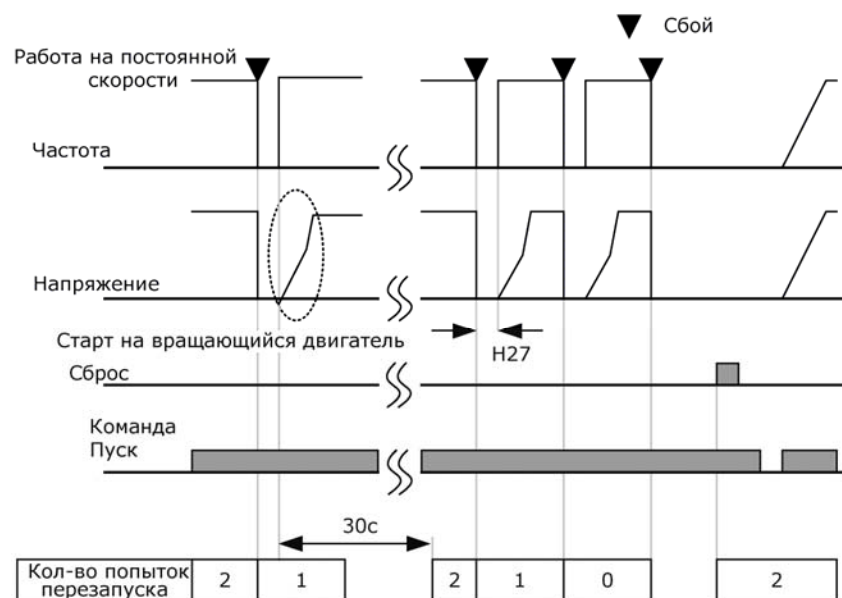 Сбой
Работа на постоянной
скорости
Частота
Напряжение
Старт на вращающийся двигатель
H27
Сброс
Команда
Пуск
30с
Кол-во попыток
перезапуска
2
1
2
1
0
2